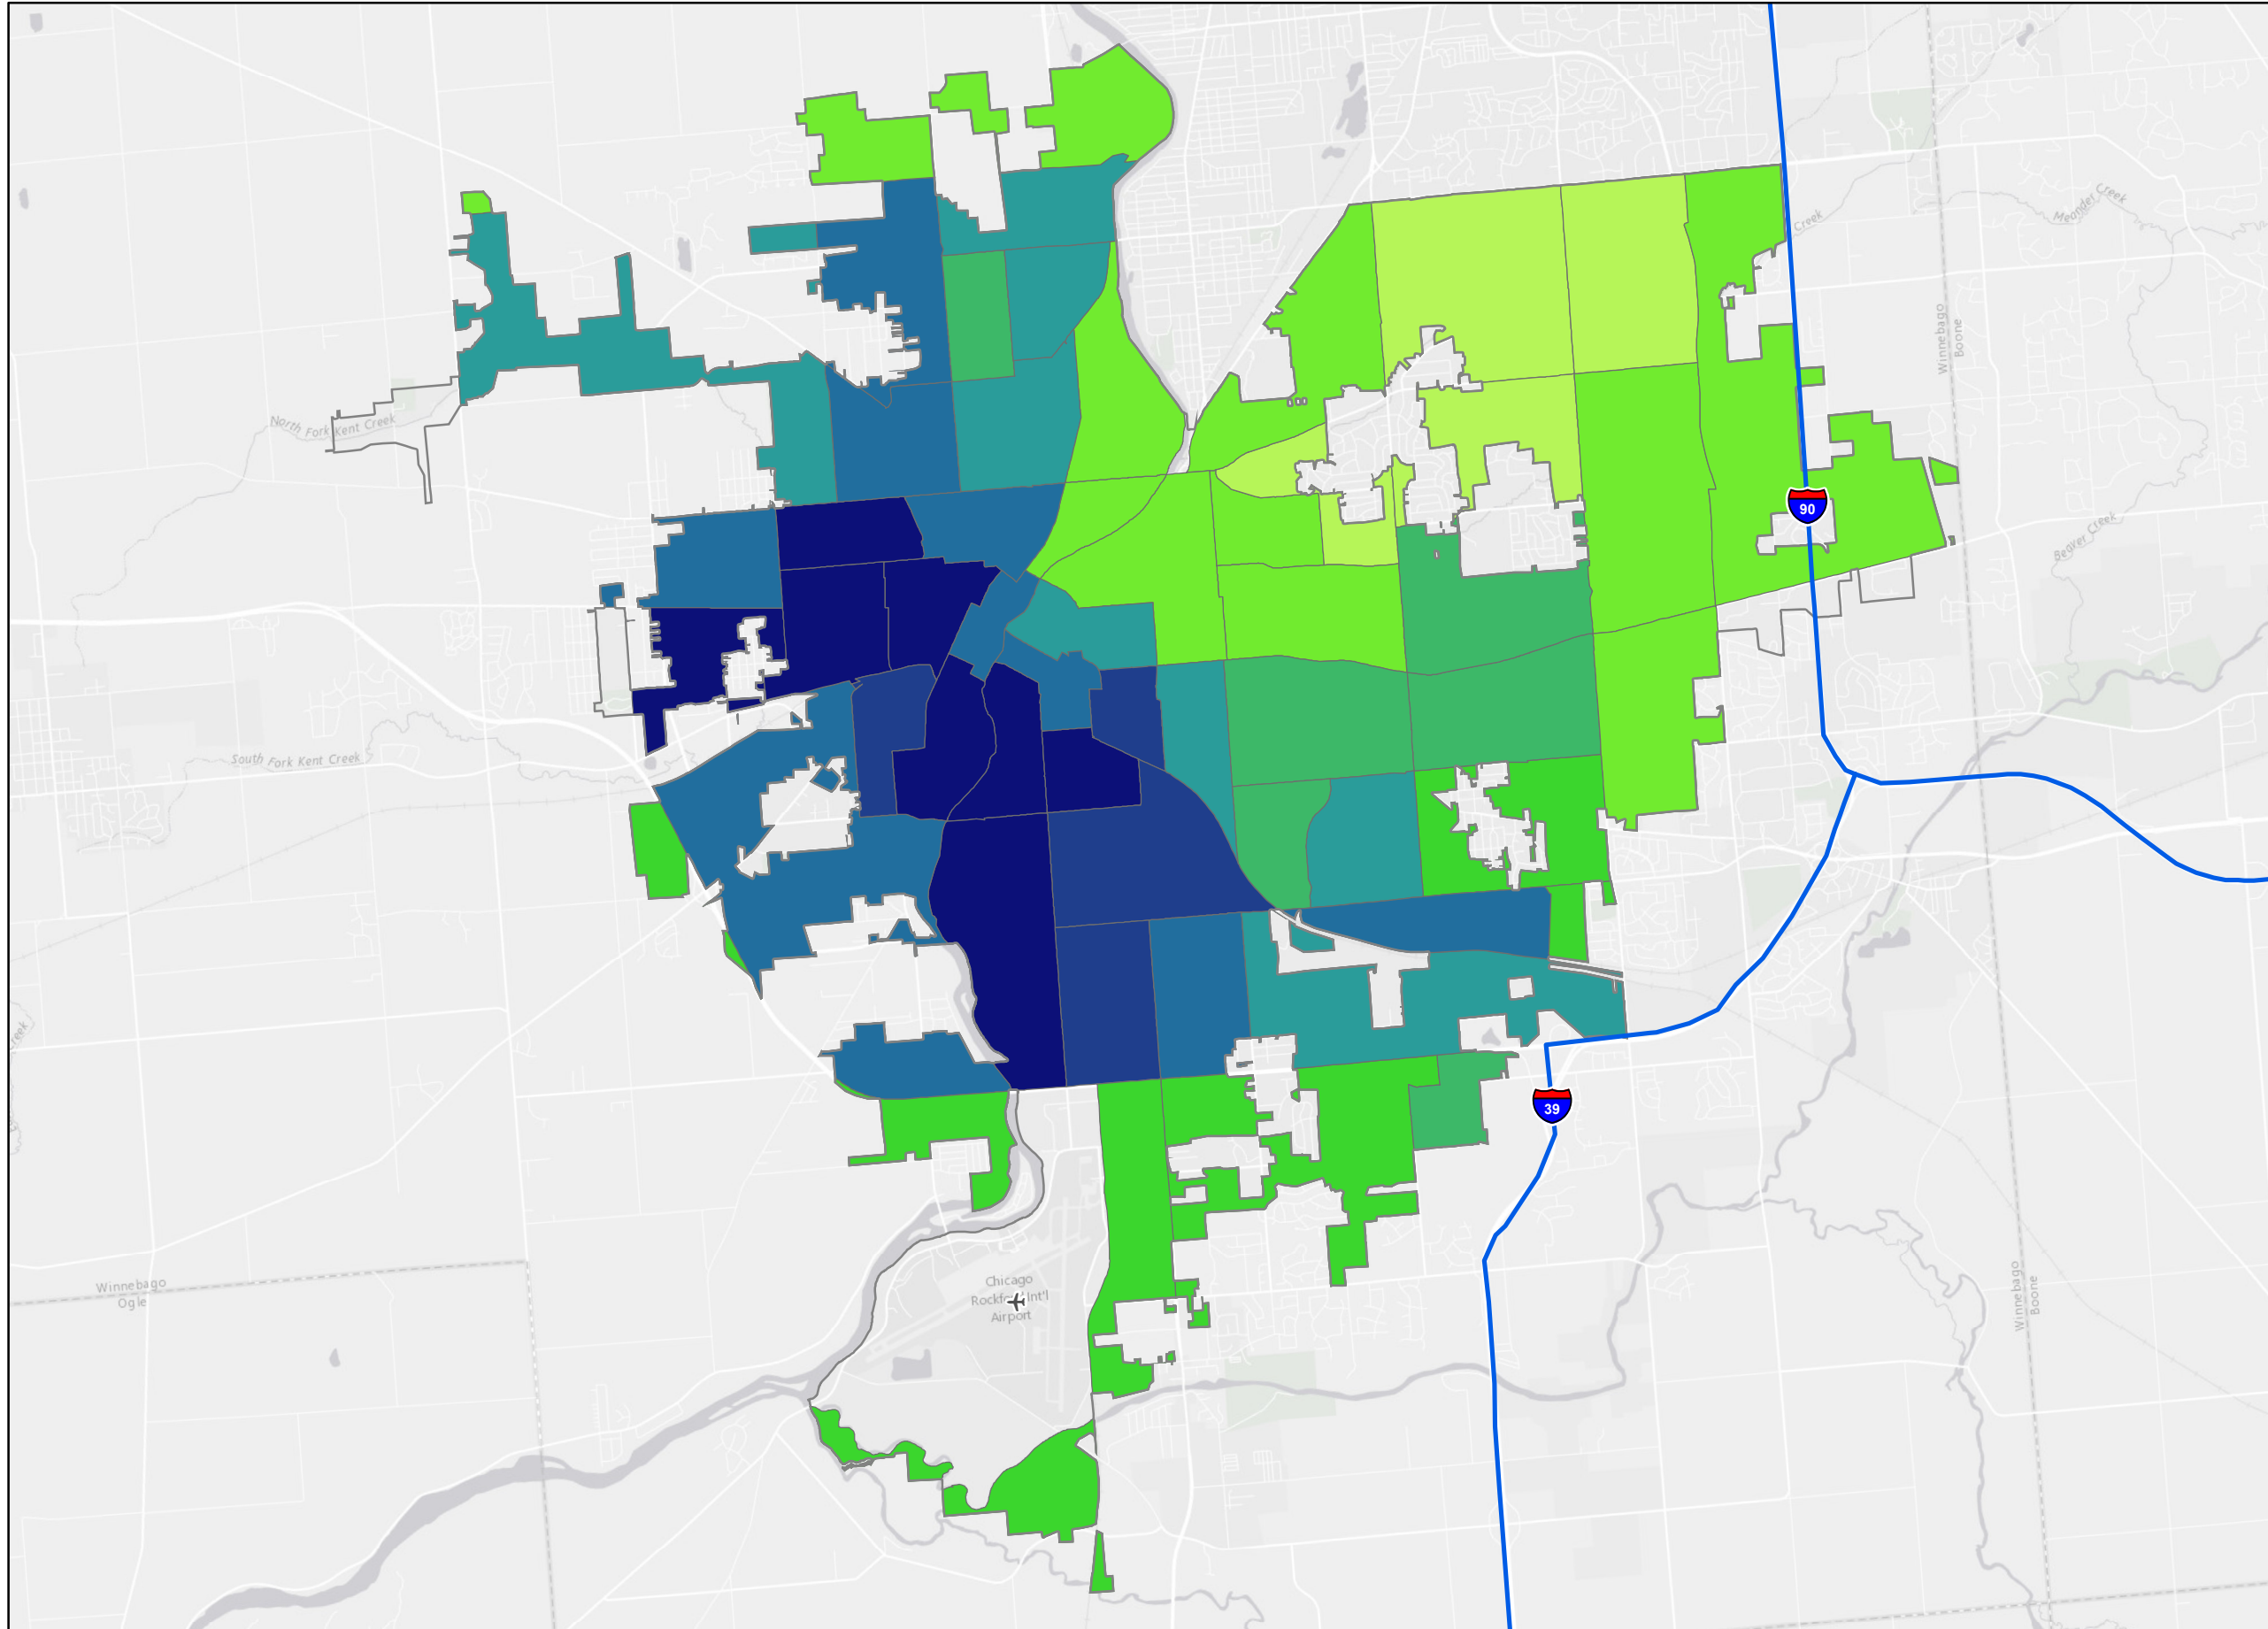 Meander Creek
Creek
Winnebago
Boone
North Fork Kent Creek
90
Beaver Creek
South Fork Kent Creek
Creek
39
Winnebago
Ogle
Chicago
Rockford Int'l
Airport
Winnebago
Boone